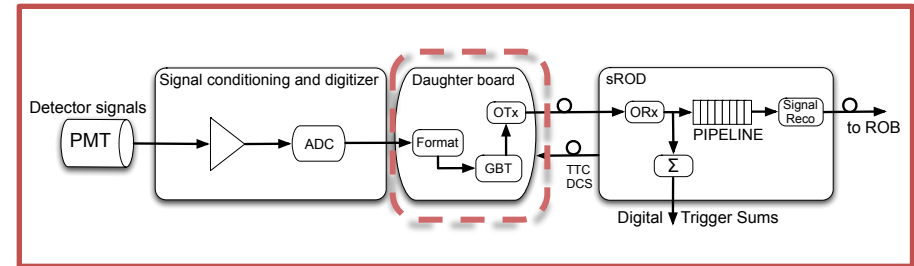 Signal conditioning and digitizer
Daughter board
sROD
Detector signals
PMT
ADC
Format
GBT
OTx
TTC
DCS
ORx
PIPELINE
Signal
Reco
to ROB
Σ
Digital Trigger Sums